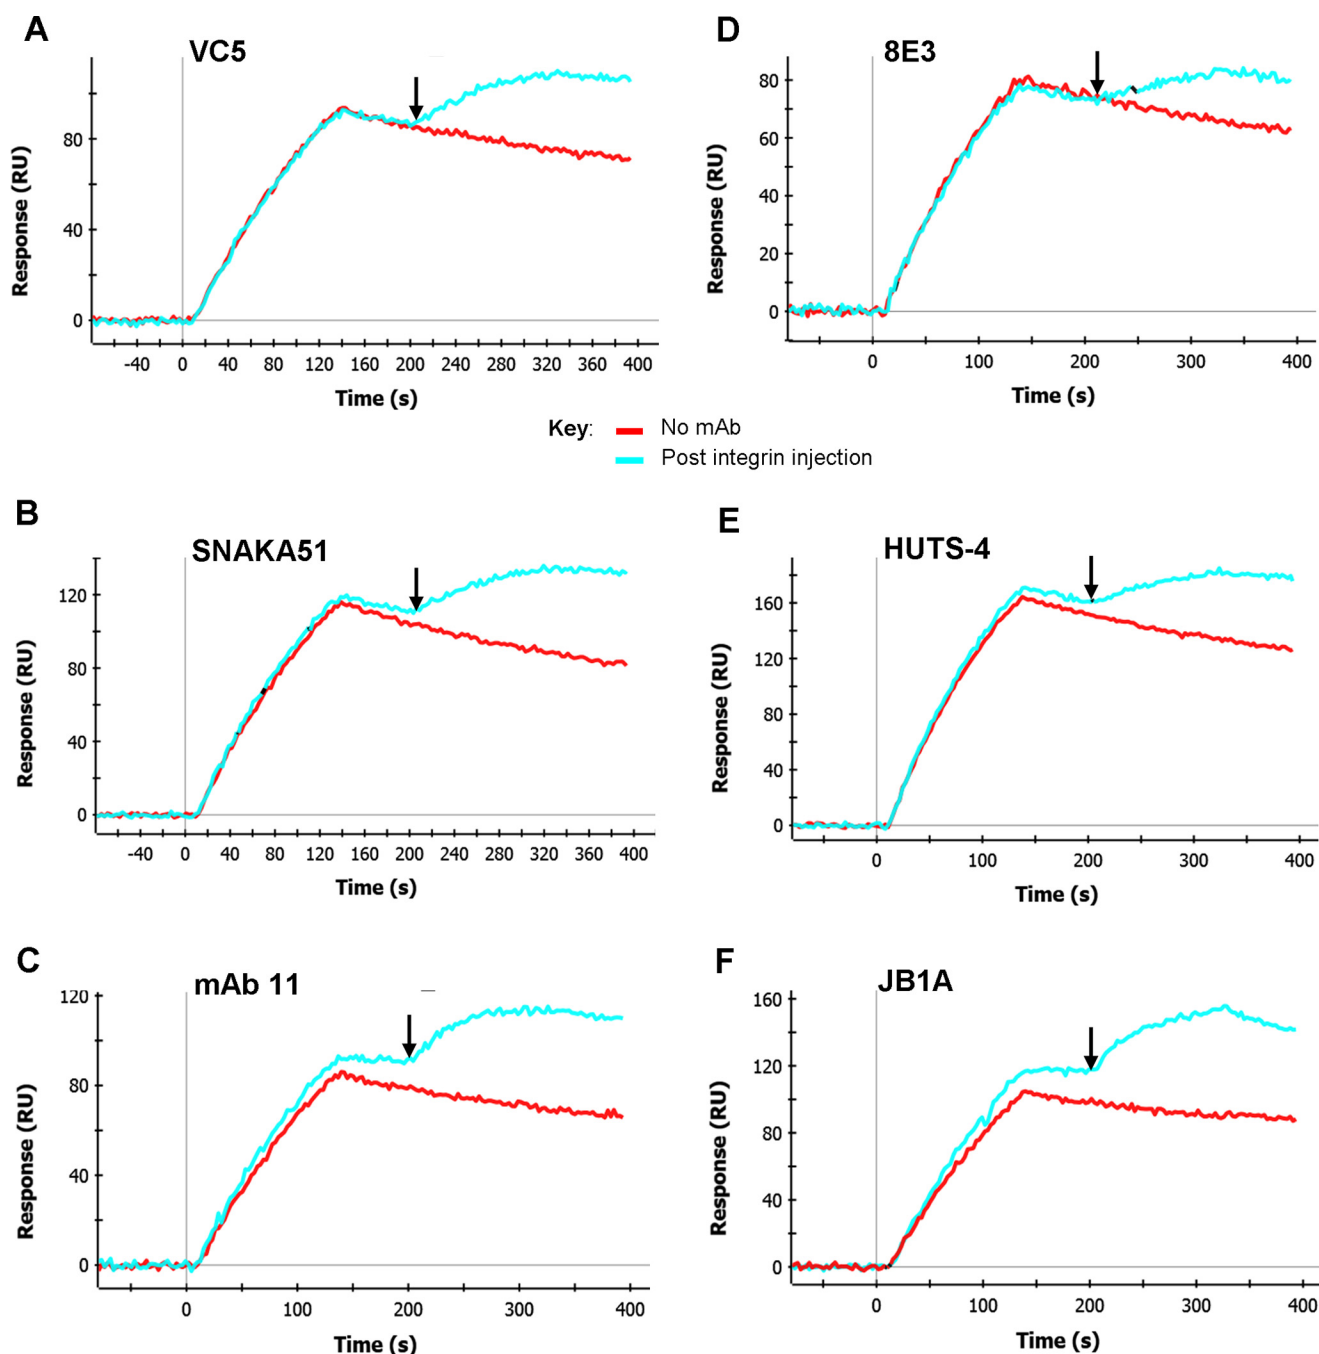 A
VC5
Response (RU)
80
40
0
-40 0 40 80 120 160 200 240 280 320 360 400
Time (s)
D
8E3
Response (RU)
80
60
40
20
0
0 100 200 300 400
Time (s)
Key:
No mAb
Post integrin injection
B
SNAKA51
Response (RU)
120
80
40
0
-40 0 40 80 120 160 200 240 280 320 360 400
Time (s)
E
HUTS-4
Response (RU)
160
120
80
40
0
0 100 200 300 400
Time (s)
C
mAb 11
Response (RU)
120
80
40
0
0 100 200 300 400
Time (s)
F
JB1A
Response (RU)
160
120
80
40
0
0 100 200 300 400
Time (s)